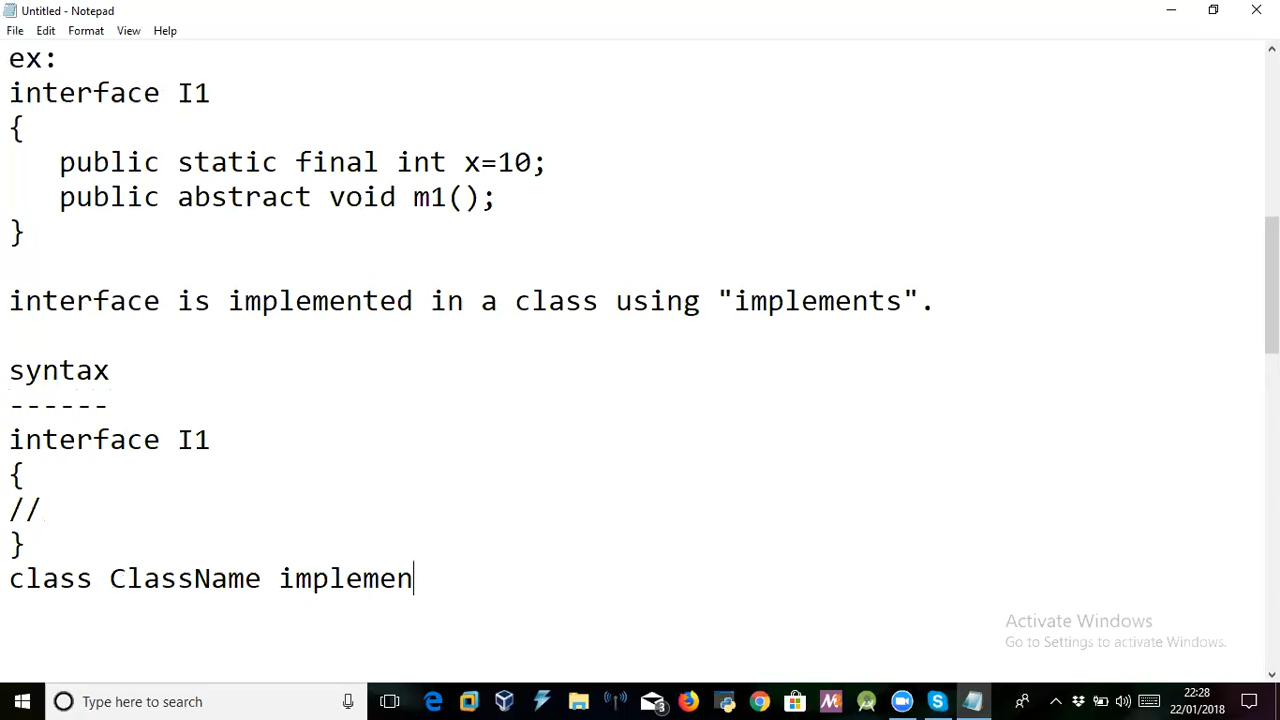 Untitled - Notepad
File Edit Format View Help
ex:
interface I1
{
public static final int x=10;
public abstract void m1();
}
interface is implemented in a class using "implements".
syntax
------
interface I1
{
//
}
class ClassName implemen
Activate Windows
Go to Settings to activate Windows.
Type here to search
3
22:28
22/01/2018